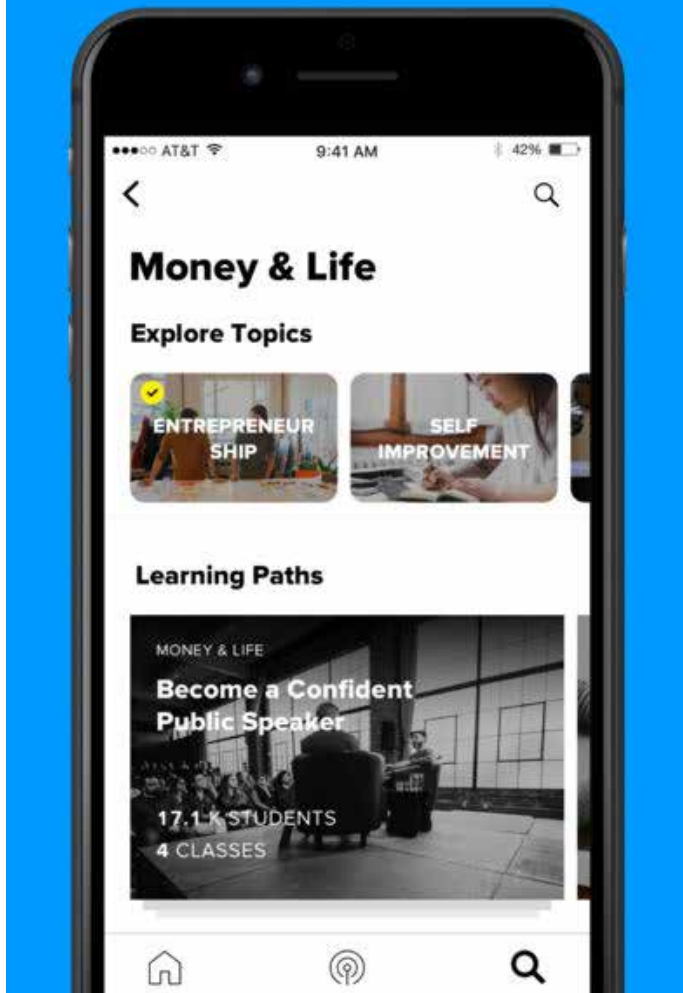 AT&T 9:41 AM 42%
Money & Life
Explore Topics
ENTREPRENEUR
SHIP
SELF
IMPROVEMENT
Learning Paths
MONEY & LIFE
Become a Confident
Public Speaker
17.1 K STUDENTS
4 CLASSES